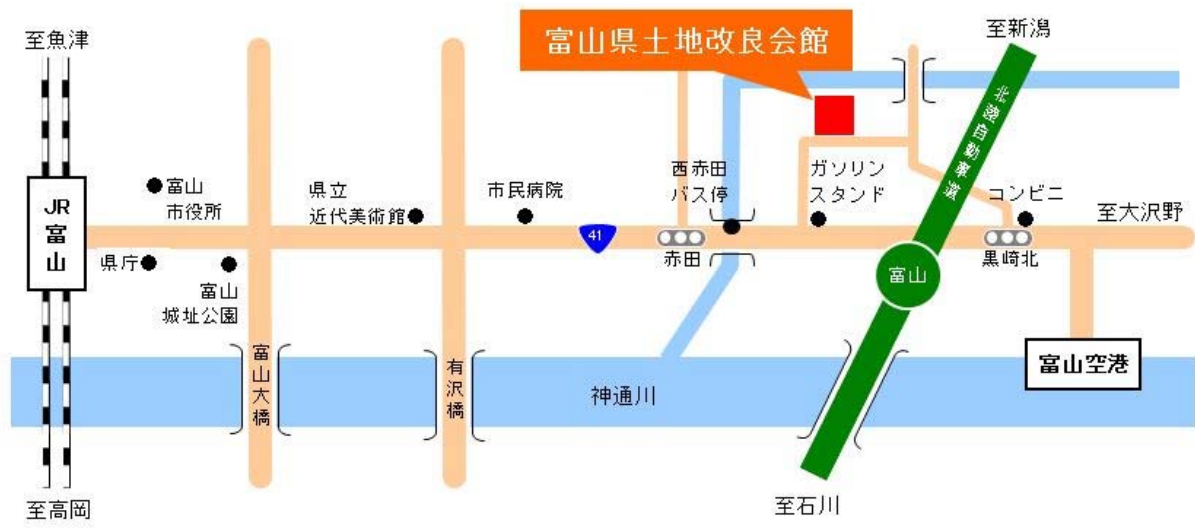 至魚津
富山県土地改良会館
至新潟
北陸自動車道
JR
富
山
富山
市役所
県立
近代美術館
市民病院
西赤田
バス停
ガソリン
スタンド
コンビニ
至大沢野
41
県庁
富山
城址公園
赤田
富山
黒崎北
富山大橋
有沢橋
神通川
富山空港
至高岡
至石川